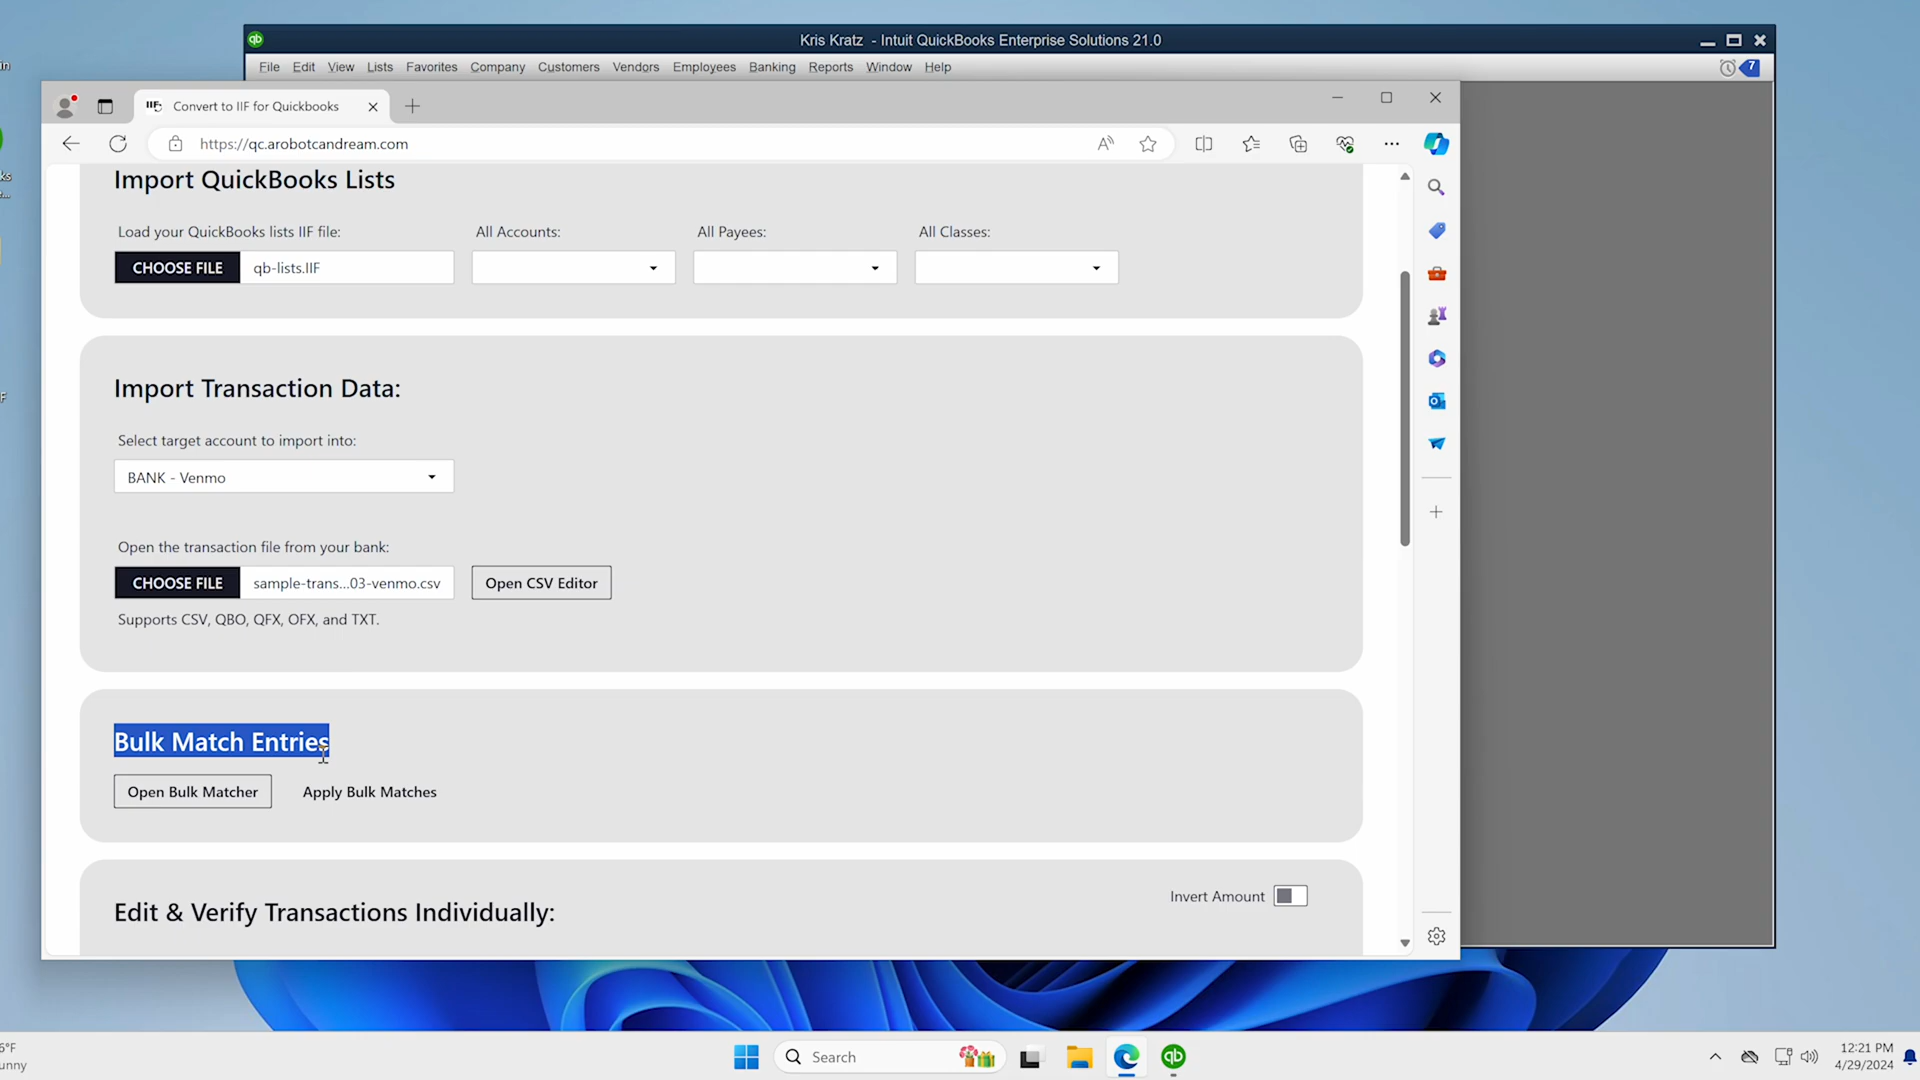 Kris Kratz - Intuit QuickBooks Enterprise Solutions 21.0
File Edit View Lists Favorites Company Customers Vendors Employees Banking Reports Window Help
7
Convert to IIF for Quickbooks
https://qc.arobotcandream.com
Import QuickBooks Lists
Load your QuickBooks lists IIF file: All Accounts: All Payees: All Classes:
CHOOSE FILE qb-lists.IIF
Import Transaction Data:
Select target account to import into:
BANK - Venmo
Open the transaction file from your bank:
CHOOSE FILE sample-trans...03-venmo.csv Open CSV Editor
Supports CSV, QBO, QFX, OFX, and TXT.
Bulk Match Entries
Open Bulk Matcher Apply Bulk Matches
Invert Amount
Edit & Verify Transactions Individually:
Search
12:21 PM
4/29/2024